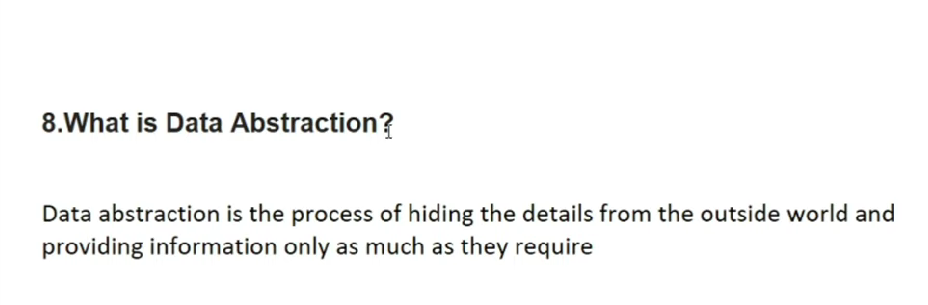 8.What is Data Abstraction?
Data abstraction is the process of hiding the details from the outside world and
providing information only as much as they require